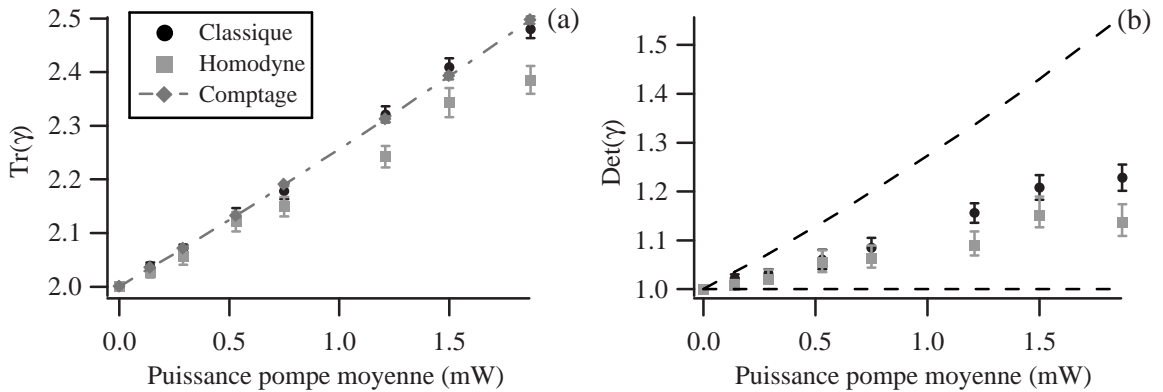 2.5
2.4
2.3
2.2
2.1
2.0
Tr(γ)
0.0 0.5 1.0 1.5
Puissance pompe moyenne (mW)
Classique
Homodyne
Comptage
(a)
1.5
1.4
1.3
1.2
1.1
1.0
Det(γ)
0.0 0.5 1.0 1.5
Puissance pompe moyenne (mW)
(b)